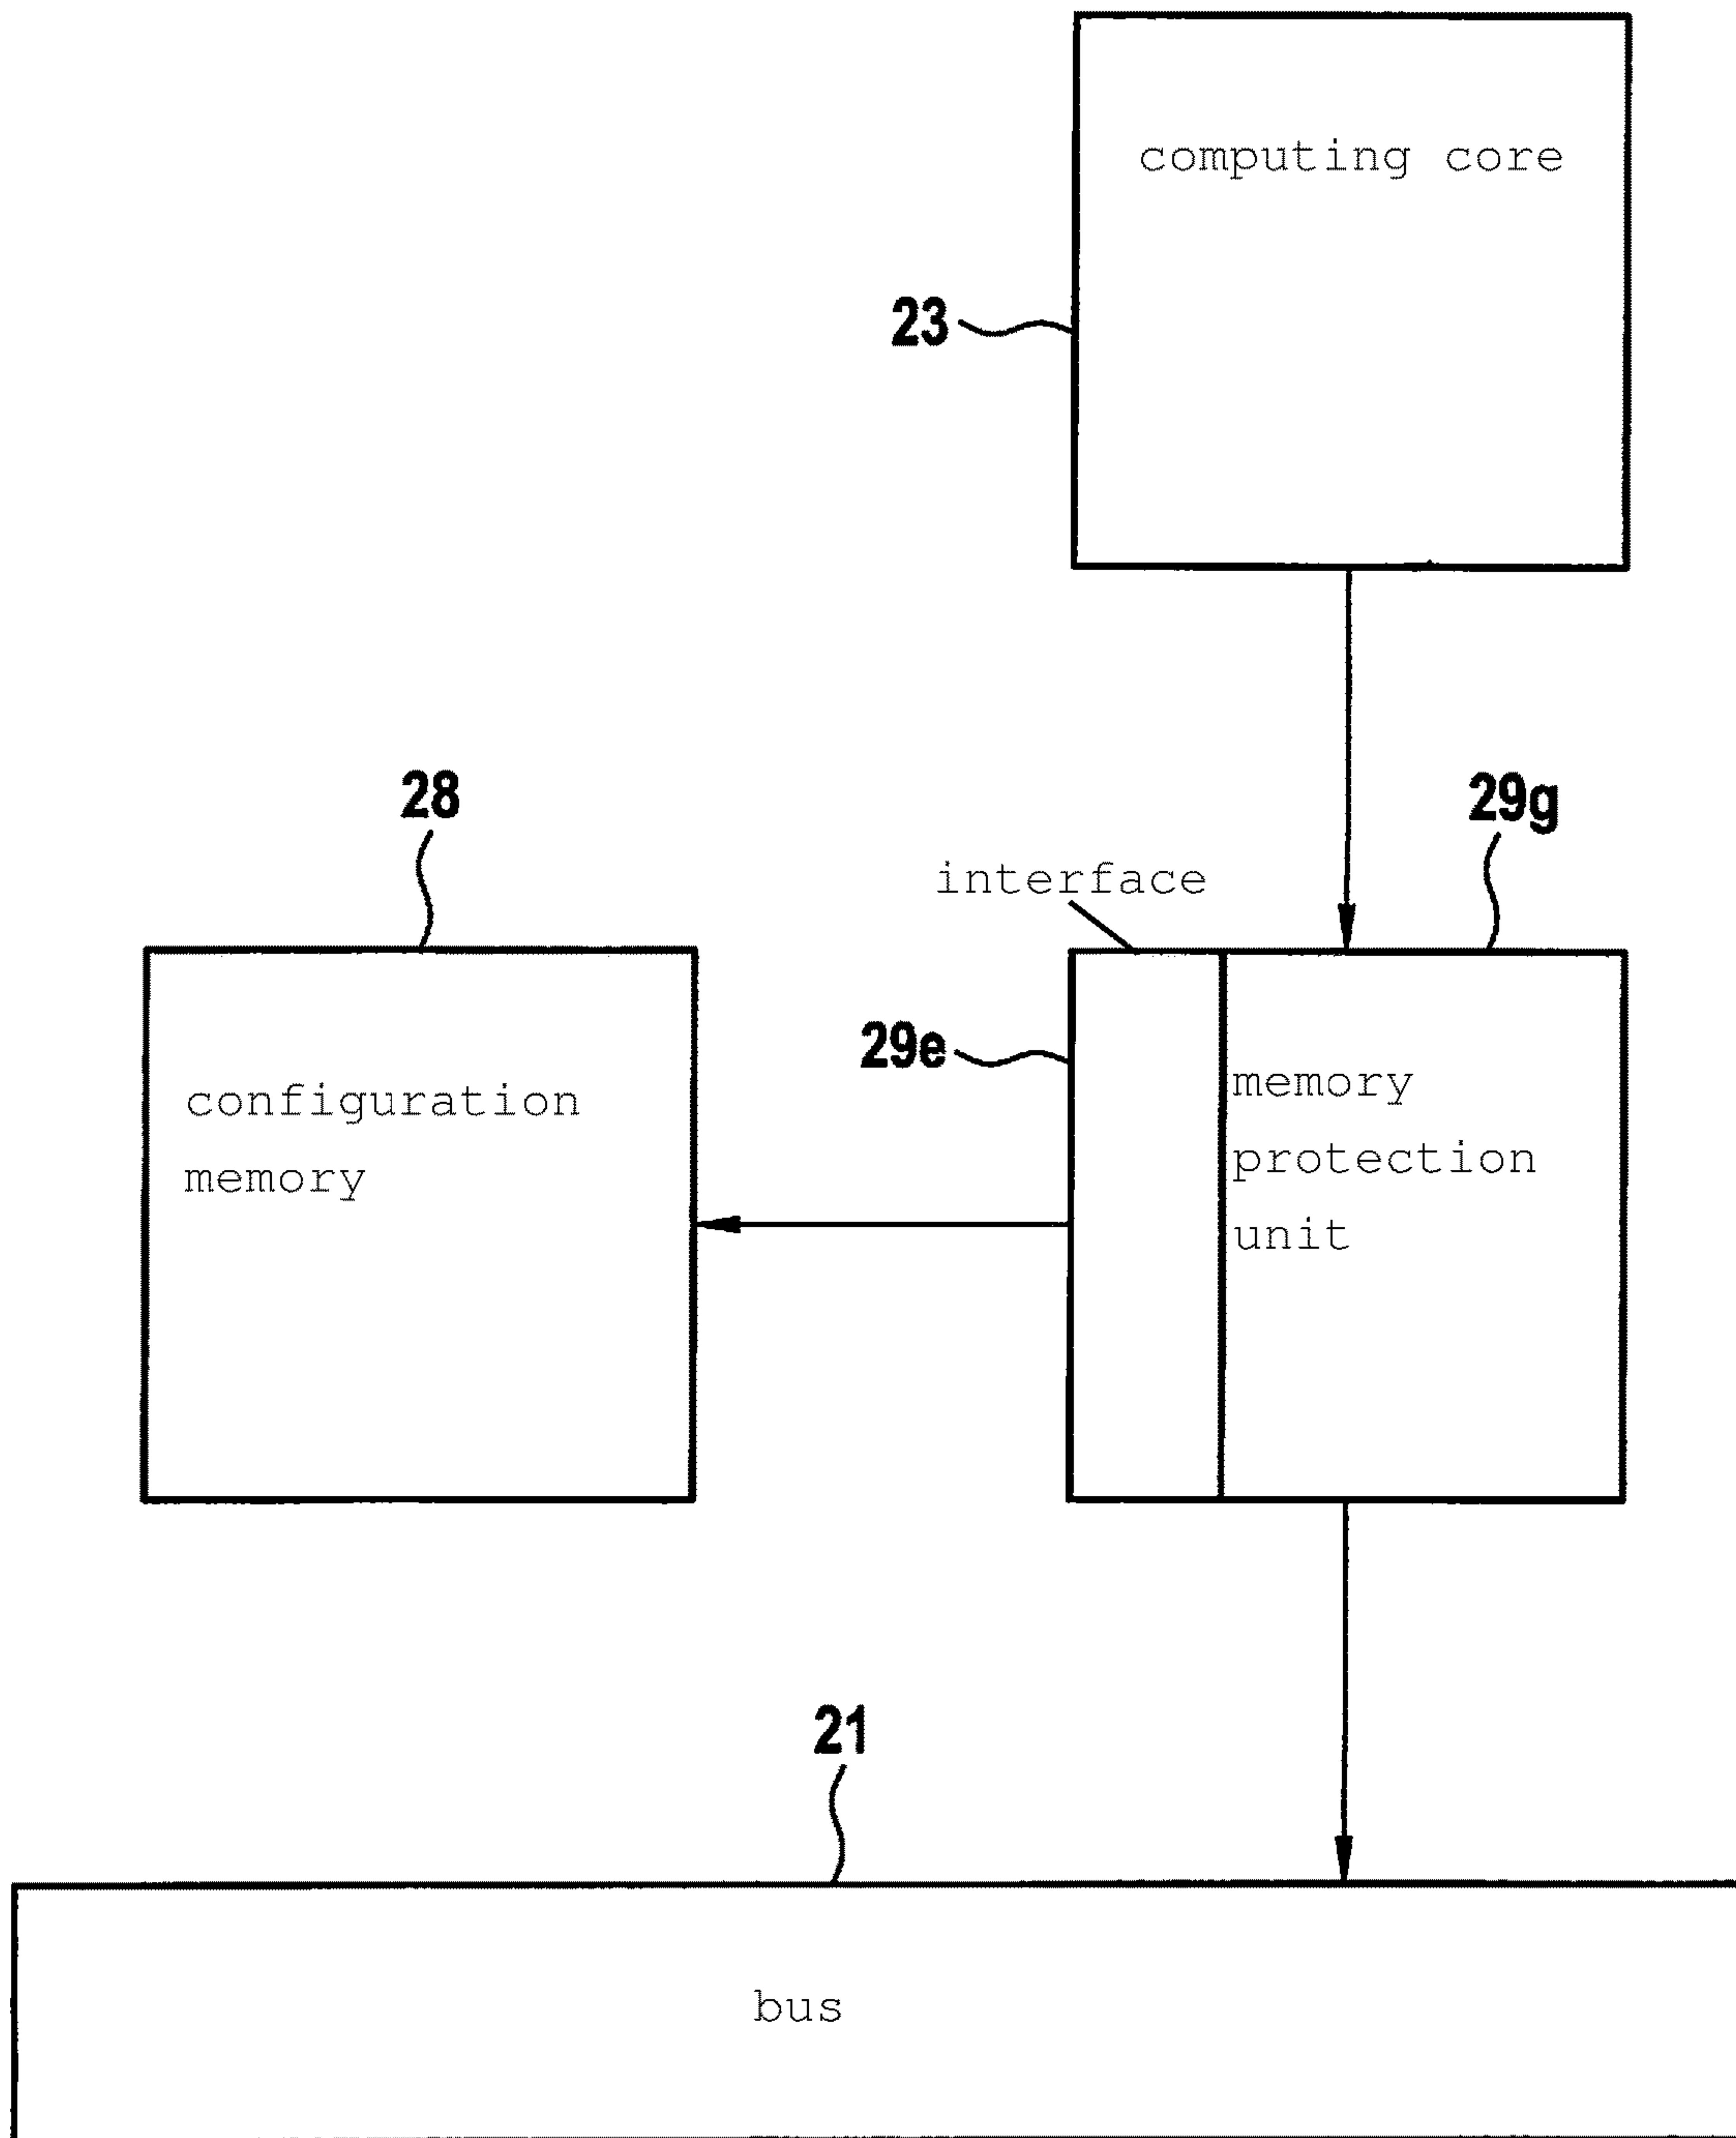 computing core
23
28
29g
interface
29e
memory
protection
unit
configuration
memory
21
bus